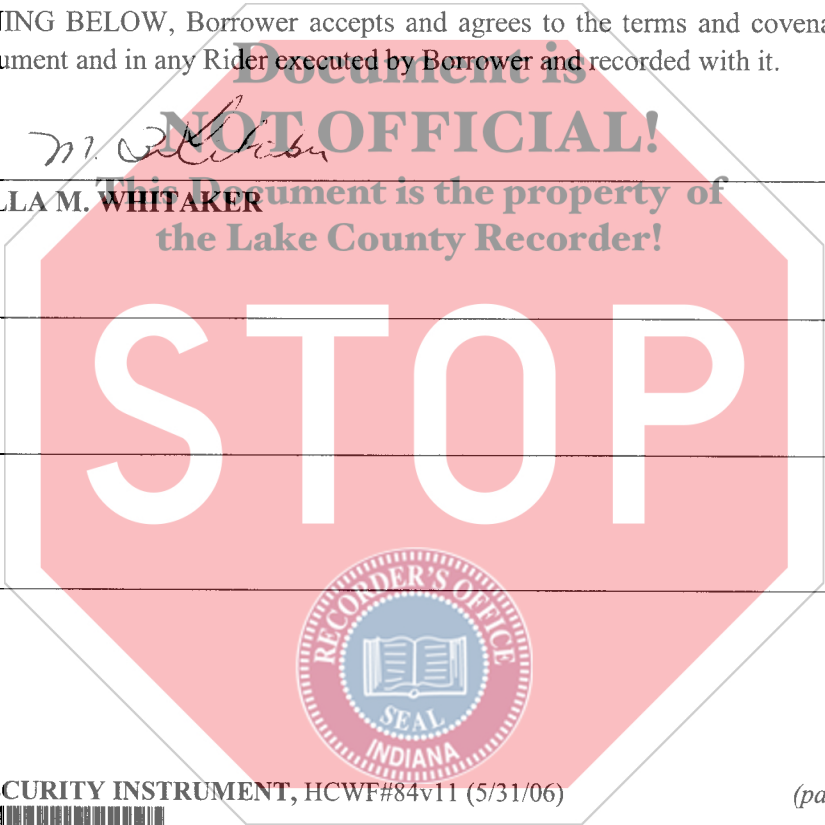 NING BELOW, Borrower accepts and agrees to the terms and covena
ument and in any Rider executed by Borrower and recorded with it.
Document is
NOT OFFICIAL!
M.
LLA M. WHITAKER
This Document is the property of
the Lake County Recorder!
STOP
RECORDER'S OFFICE
SEAL
INDIANA
CURITY INSTRUMENT, HCWF#84v11 (5/31/06)
(pa